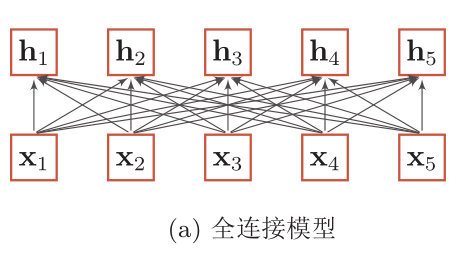 h₁ h₂ h₃ h₄ h₅
x₁ x₂ x₃ x₄ x₅
(a) 全连接模型